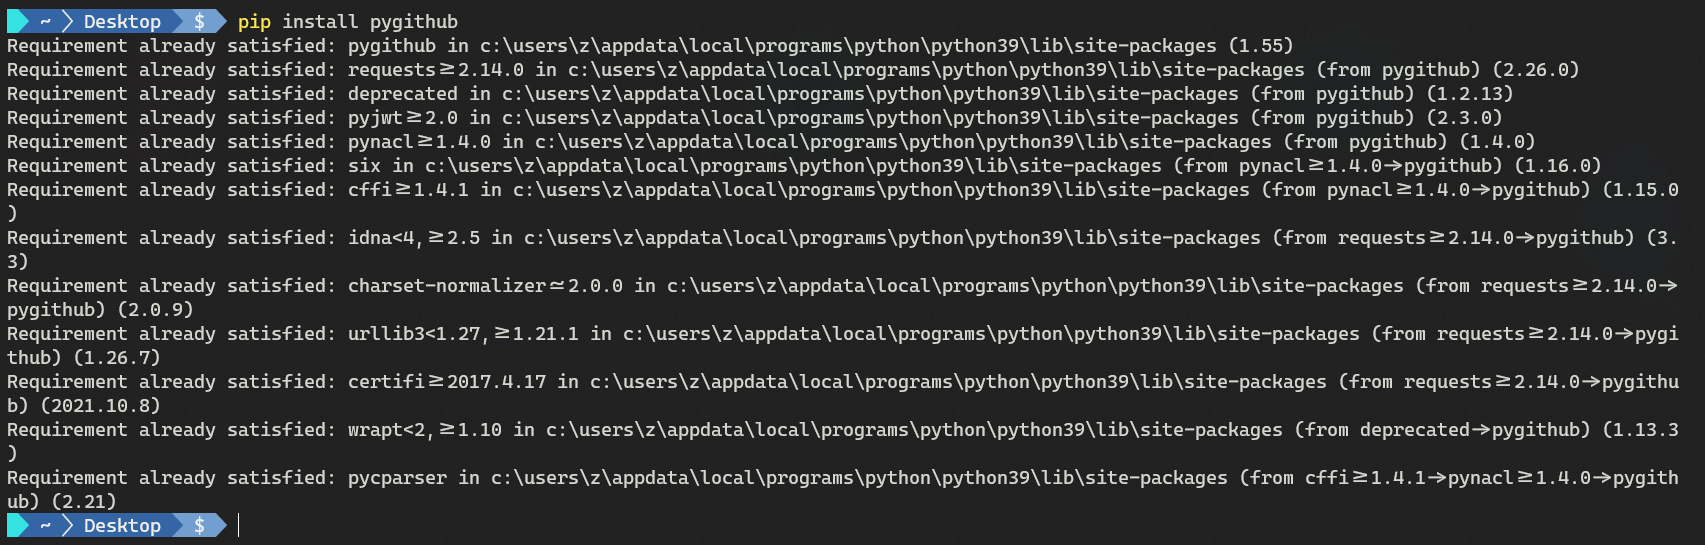 ~ Desktop $ pip install pygithub
Requirement already satisfied: pygithub in c:\users\z\appdata\local\programs\python\python39\lib\site-packages (1.55)
Requirement already satisfied: requests≥2.14.0 in c:\users\z\appdata\local\programs\python\python39\lib\site-packages (from pygithub) (2.26.0)
Requirement already satisfied: deprecated in c:\users\z\appdata\local\programs\python\python39\lib\site-packages (from pygithub) (1.2.13)
Requirement already satisfied: pyjwt≥2.0 in c:\users\z\appdata\local\programs\python\python39\lib\site-packages (from pygithub) (2.3.0)
Requirement already satisfied: pynacl≥1.4.0 in c:\users\z\appdata\local\programs\python\python39\lib\site-packages (from pygithub) (1.4.0)
Requirement already satisfied: six in c:\users\z\appdata\local\programs\python\python39\lib\site-packages (from pynacl≥1.4.0→pygithub) (1.16.0)
Requirement already satisfied: cffi≥1.4.1 in c:\users\z\appdata\local\programs\python\python39\lib\site-packages (from pynacl≥1.4.0→pygithub) (1.15.0
)
Requirement already satisfied: idna<4,≥2.5 in c:\users\z\appdata\local\programs\python\python39\lib\site-packages (from requests≥2.14.0→pygithub) (3.
3)
Requirement already satisfied: charset-normalizer≃2.0.0 in c:\users\z\appdata\local\programs\python\python39\lib\site-packages (from requests≥2.14.0→
pygithub) (2.0.9)
Requirement already satisfied: urllib3<1.27,≥1.21.1 in c:\users\z\appdata\local\programs\python\python39\lib\site-packages (from requests≥2.14.0→pygi
thub) (1.26.7)
Requirement already satisfied: certifi≥2017.4.17 in c:\users\z\appdata\local\programs\python\python39\lib\site-packages (from requests≥2.14.0→pygithu
b) (2021.10.8)
Requirement already satisfied: wrapt<2,≥1.10 in c:\users\z\appdata\local\programs\python\python39\lib\site-packages (from deprecated→pygithub) (1.13.3
)
Requirement already satisfied: pycparser in c:\users\z\appdata\local\programs\python\python39\lib\site-packages (from cffi≥1.4.1→pynacl≥1.4.0→pygith
ub) (2.21)
~ Desktop $